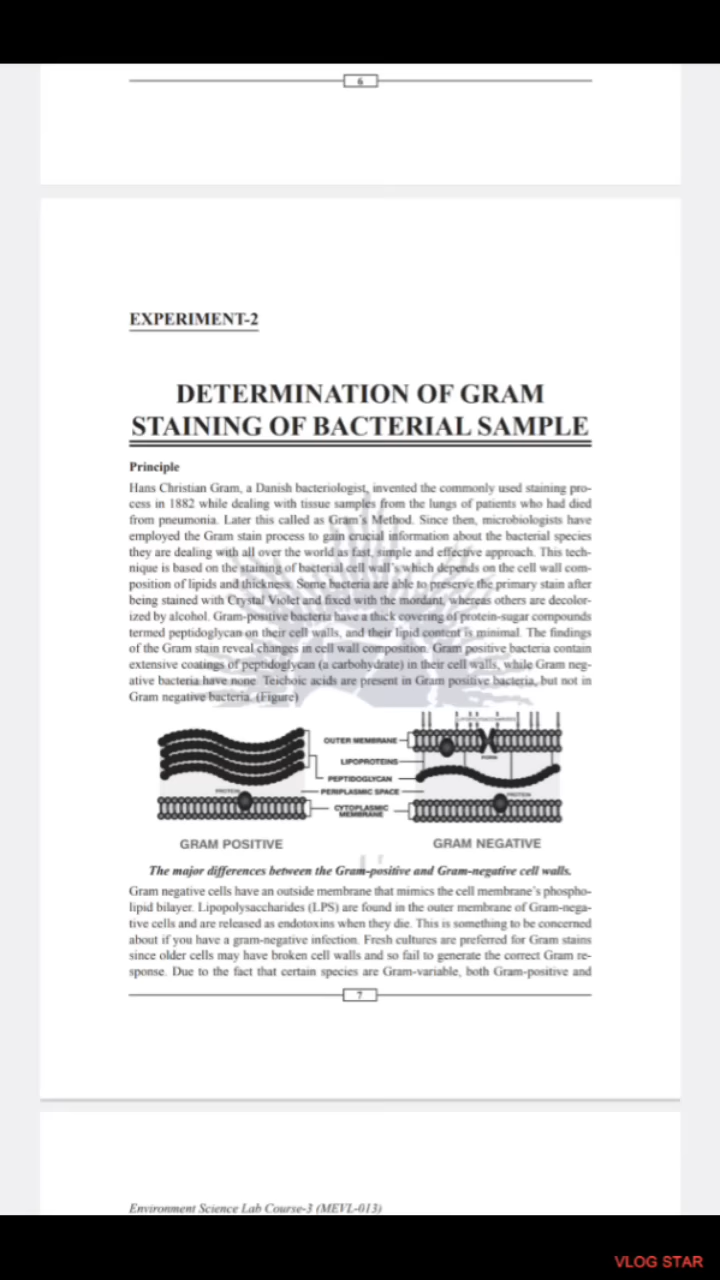 6
EXPERIMENT-2
DETERMINATION OF GRAM
STAINING OF BACTERIAL SAMPLE
Principle
Hans Christian Gram, a Danish bacteriologist, invented the commonly used staining pro-
cess in 1882 while dealing with tissue samples from the lungs of patients who had died
from pneumonia. Later this called as Gram's Method. Since then, microbiologists have
employed the Gram stain process to gain crucial information about the bacterial species
they are dealing with all over the world as fast, simple and effective approach. This tech-
nique is based on the staining of bacterial cell wall's which depends on the cell wall com-
position of lipids and thickness. Some bacteria are able to preserve the primary stain after
being stained with Crystal Violet and fixed with the mordant, whereas others are decolor-
ized by alcohol. Gram-positive bacteria have a thick covering of protein-sugar compounds
termed peptidoglycan on their cell walls, and their lipid content is minimal. The findings
of the Gram stain reveal changes in cell wall composition. Gram positive bacteria contain
extensive coatings of peptidoglycan (a carbohydrate) in their cell walls, while Gram neg-
ative bacteria have none. Teichoic acids are present in Gram positive bacteria, but not in
Gram negative bacteria. (Figure)
OUTER MEMBRANE
LIPOPROTEINS
PORIN
PEPTIDOGLYCAN
PROTEIN
PERIPLASMIC SPACE
PROTEIN
CYTOPLASMIC
MEMBRANE
GRAM POSITIVE
GRAM NEGATIVE
The major differences between the Gram-positive and Gram-negative cell walls.
Gram negative cells have an outside membrane that mimics the cell membrane's phospho-
lipid bilayer. Lipopolysaccharides (LPS) are found in the outer membrane of Gram-nega-
tive cells and are released as endotoxins when they die. This is something to be concerned
about if you have a gram-negative infection. Fresh cultures are preferred for Gram stains
since older cells may have broken cell walls and so fail to generate the correct Gram re-
sponse. Due to the fact that certain species are Gram-variable, both Gram-positive and
7
Environment Science Lab Course-3 (MEVL-013)
VLOG STAR